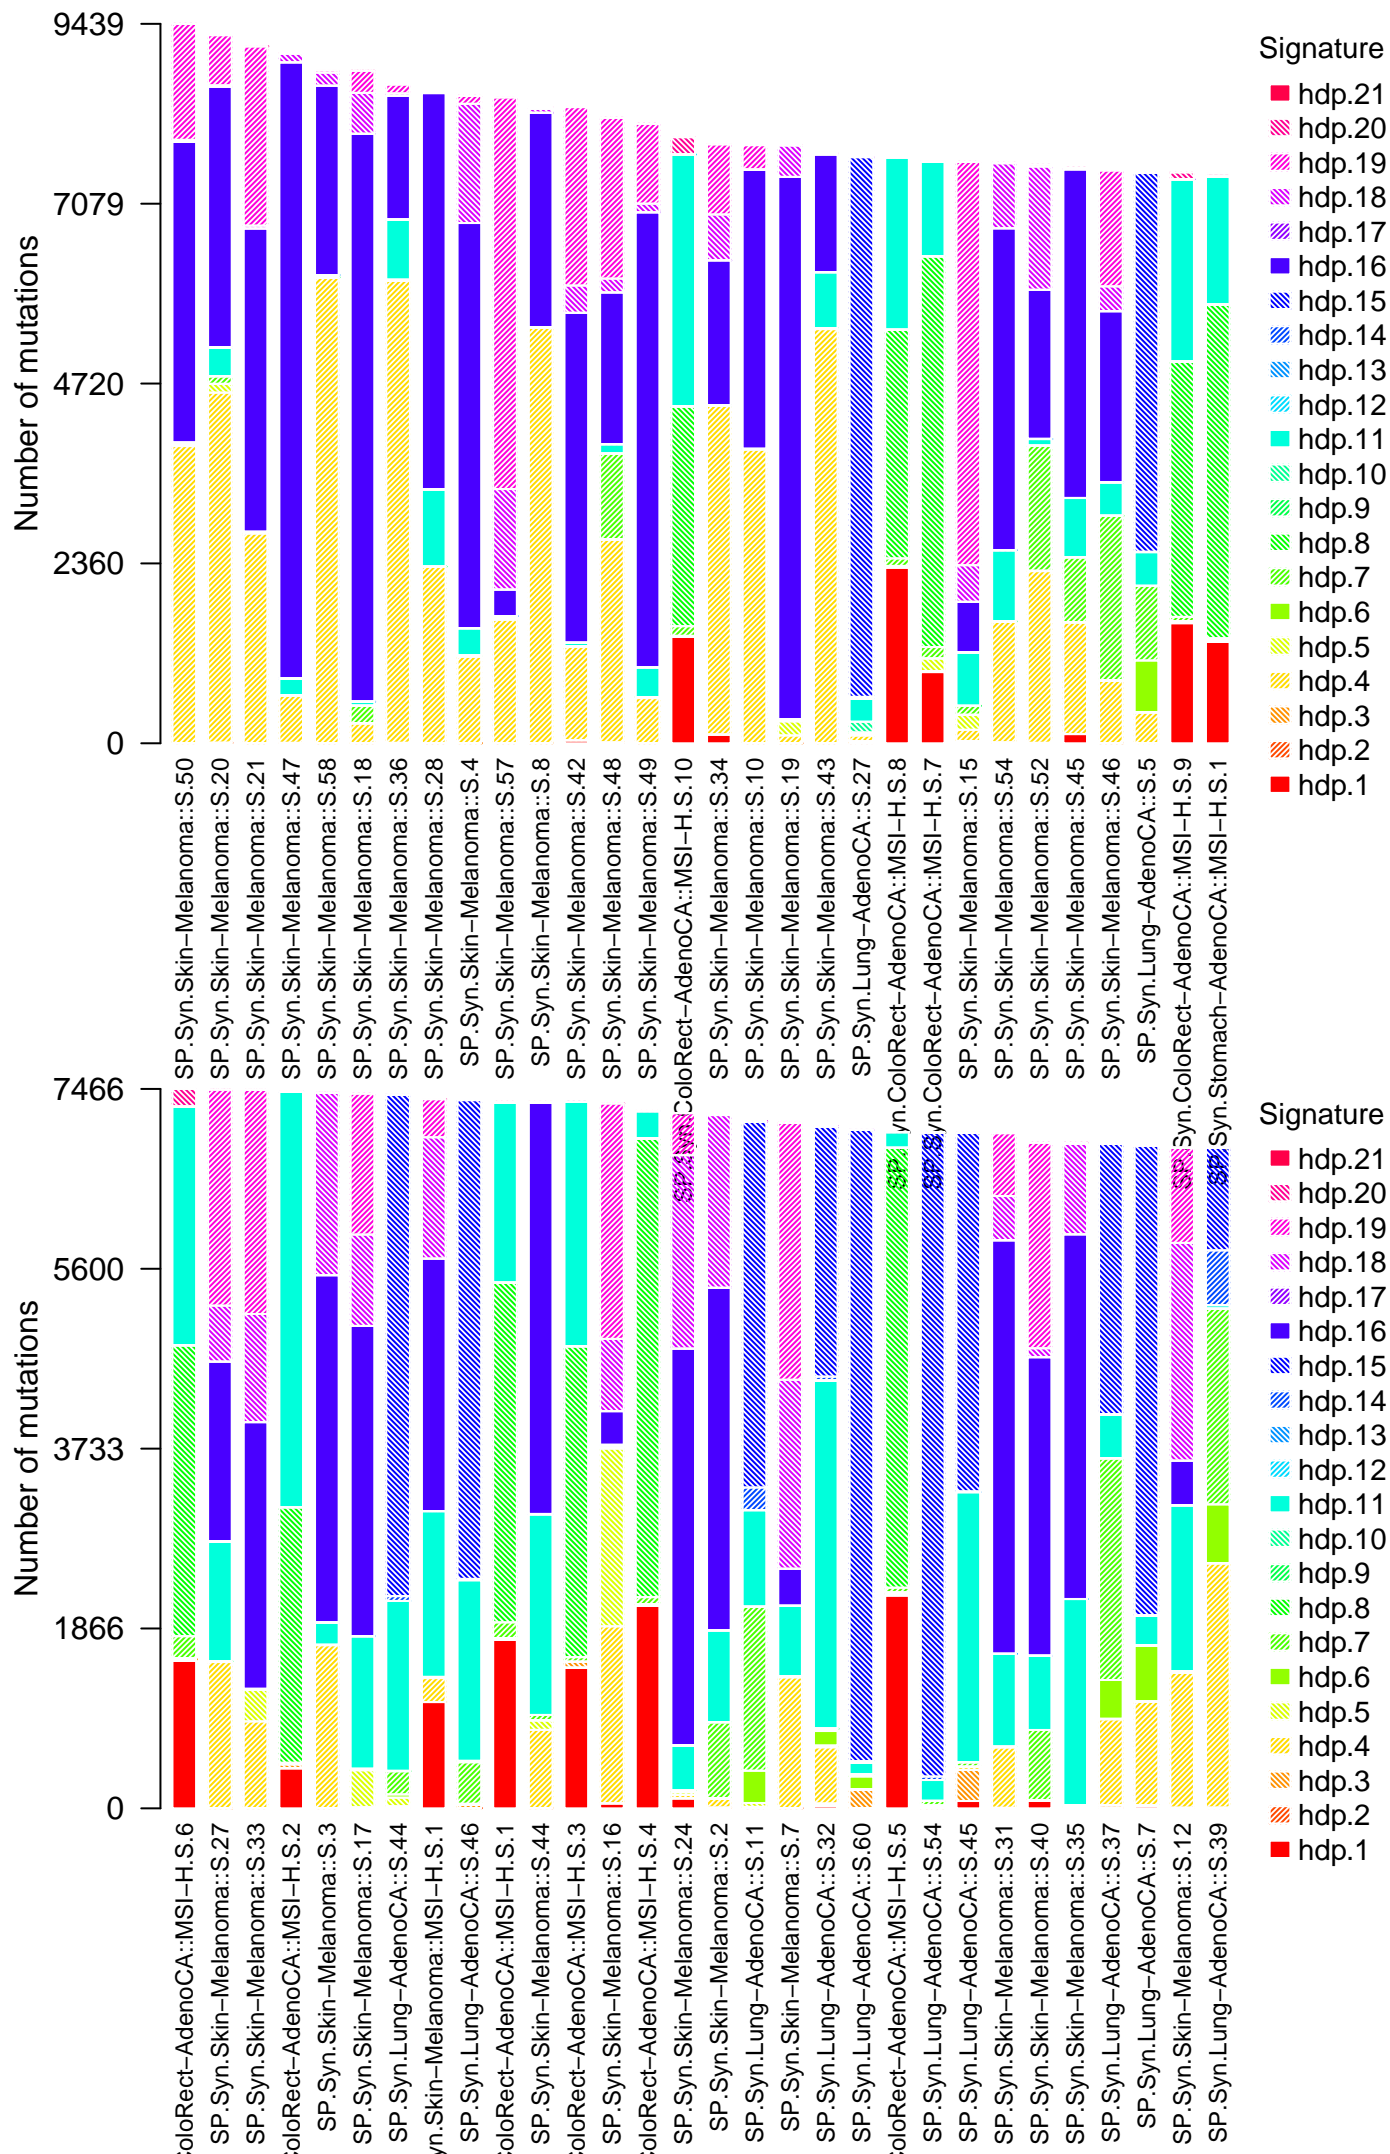 9439
7079
4720
2360
0
Number of mutations
Signature
hdp.21
hdp.20
hdp.19
hdp.18
hdp.17
hdp.16
hdp.15
hdp.14
hdp.13
hdp.12
hdp.11
hdp.10
hdp.9
hdp.8
hdp.7
hdp.6
hdp.5
hdp.4
hdp.3
hdp.2
hdp.1
SP.Syn.Skin−Melanoma::S.50
SP.Syn.Skin−Melanoma::S.20
SP.Syn.Skin−Melanoma::S.21
SP.Syn.Skin−Melanoma::S.47
SP.Syn.Skin−Melanoma::S.58
SP.Syn.Skin−Melanoma::S.18
SP.Syn.Skin−Melanoma::S.36
SP.Syn.Skin−Melanoma::S.28
SP.Syn.Skin−Melanoma::S.4
SP.Syn.Skin−Melanoma::S.57
SP.Syn.Skin−Melanoma::S.8
SP.Syn.Skin−Melanoma::S.42
SP.Syn.Skin−Melanoma::S.48
SP.Syn.Skin−Melanoma::S.49
SP.Syn.ColoRect−AdenoCA::MSI−H.S.10
SP.Syn.Skin−Melanoma::S.34
SP.Syn.Skin−Melanoma::S.10
SP.Syn.Skin−Melanoma::S.19
SP.Syn.Skin−Melanoma::S.43
SP.Syn.Lung−AdenoCA::S.27
SP.Syn.ColoRect−AdenoCA::MSI−H.S.8
SP.Syn.ColoRect−AdenoCA::MSI−H.S.7
SP.Syn.Skin−Melanoma::S.15
SP.Syn.Skin−Melanoma::S.54
SP.Syn.Skin−Melanoma::S.52
SP.Syn.Skin−Melanoma::S.45
SP.Syn.Skin−Melanoma::S.46
SP.Syn.Lung−AdenoCA::S.5
SP.Syn.ColoRect−AdenoCA::MSI−H.S.9
SP.Syn.Stomach−AdenoCA::MSI−H.S.1
7466
5600
3733
1866
0
Number of mutations
Signature
hdp.21
hdp.20
hdp.19
hdp.18
hdp.17
hdp.16
hdp.15
hdp.14
hdp.13
hdp.12
hdp.11
hdp.10
hdp.9
hdp.8
hdp.7
hdp.6
hdp.5
hdp.4
hdp.3
hdp.2
hdp.1
oloRect−AdenoCA::MSI−H.S.6
SP.Syn.Skin−Melanoma::S.27
SP.Syn.Skin−Melanoma::S.33
oloRect−AdenoCA::MSI−H.S.2
SP.Syn.Skin−Melanoma::S.3
SP.Syn.Skin−Melanoma::S.17
SP.Syn.Lung−AdenoCA::S.44
yn.Skin−Melanoma::MSI−H.S.1
SP.Syn.Lung−AdenoCA::S.46
oloRect−AdenoCA::MSI−H.S.1
SP.Syn.Skin−Melanoma::S.44
oloRect−AdenoCA::MSI−H.S.3
SP.Syn.Skin−Melanoma::S.16
oloRect−AdenoCA::MSI−H.S.4
SP.Syn.Skin−Melanoma::S.24
SP.Syn.Skin−Melanoma::S.2
SP.Syn.Lung−AdenoCA::S.11
SP.Syn.Skin−Melanoma::S.7
SP.Syn.Lung−AdenoCA::S.32
SP.Syn.Lung−AdenoCA::S.60
oloRect−AdenoCA::MSI−H.S.5
SP.Syn.Lung−AdenoCA::S.54
SP.Syn.Lung−AdenoCA::S.45
SP.Syn.Skin−Melanoma::S.31
SP.Syn.Skin−Melanoma::S.40
SP.Syn.Skin−Melanoma::S.35
SP.Syn.Lung−AdenoCA::S.37
SP.Syn.Lung−AdenoCA::S.7
SP.Syn.Skin−Melanoma::S.12
SP.Syn.Lung−AdenoCA::S.39